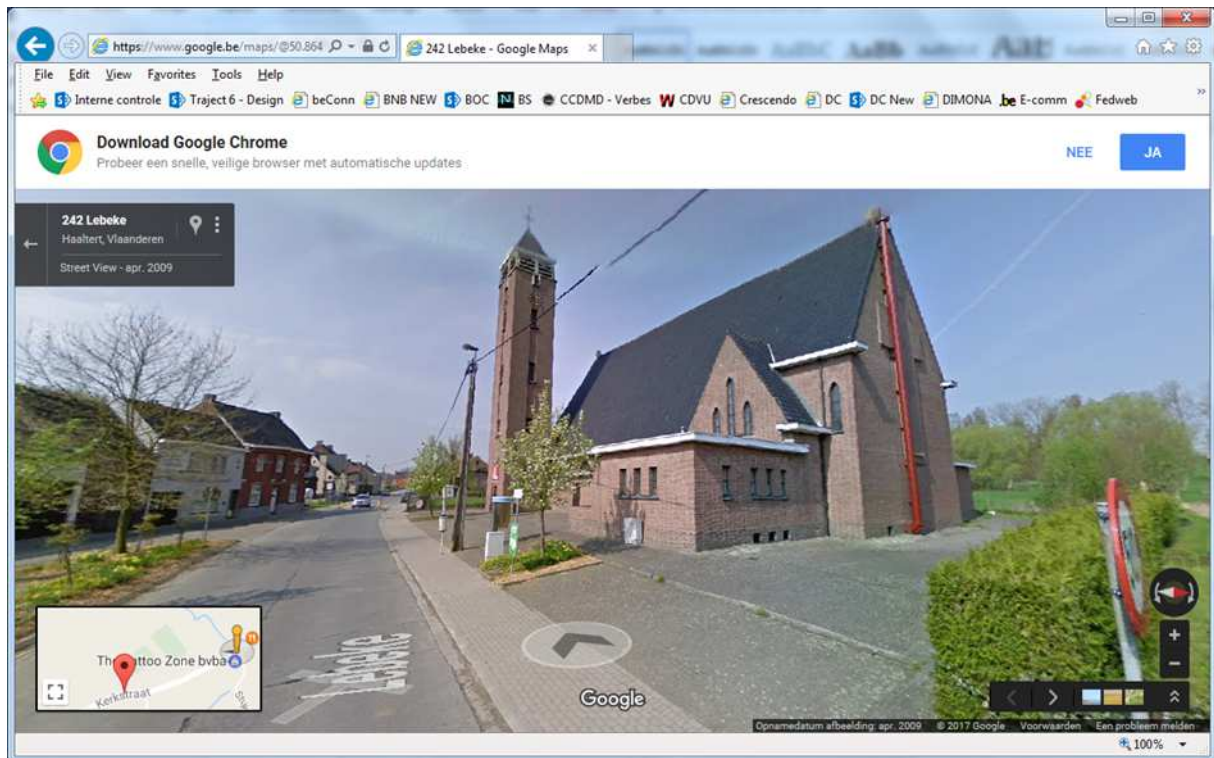 https://www.google.be/maps/@50.864
242 Lebeke - Google Maps
File Edit View Favorites Tools Help
Interne controle Traject 6 - Design beConn BNB NEW BOC N BS CCDMD - Verbes W CDVU Crescendo DC DC New DIMONA .be E-comm Fedweb
Download Google Chrome
Probeer een snelle, veilige browser met automatische updates
NEE JA
242 Lebeke
Haaltert, Vlaanderen
Street View - apr. 2009
Lebeke
Kerkstraat
Google
Opnamedatum afbeelding: apr. 2009 © 2017 Google Voorwaarden Een probleem melden
100%